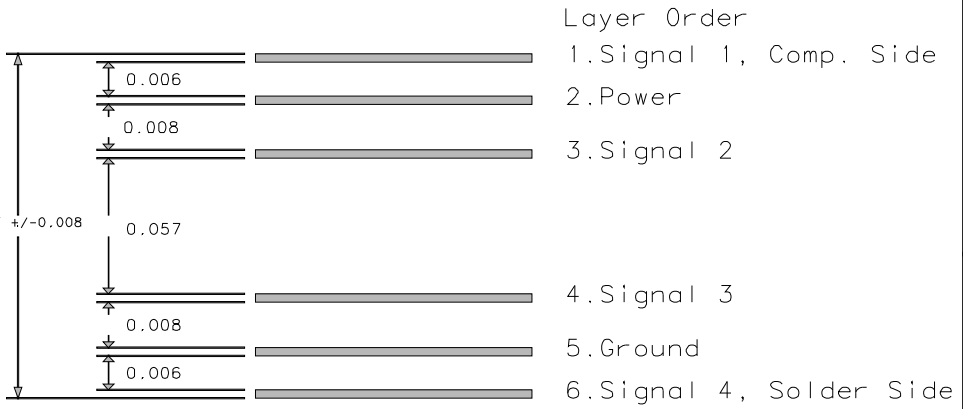 Layer Order
1.Signal 1, Comp. Side
0.006
2.Power
0.008
3.Signal 2
+/-0.008
0.057
4.Signal 3
0.008
5.Ground
0.006
6.Signal 4, Solder Side